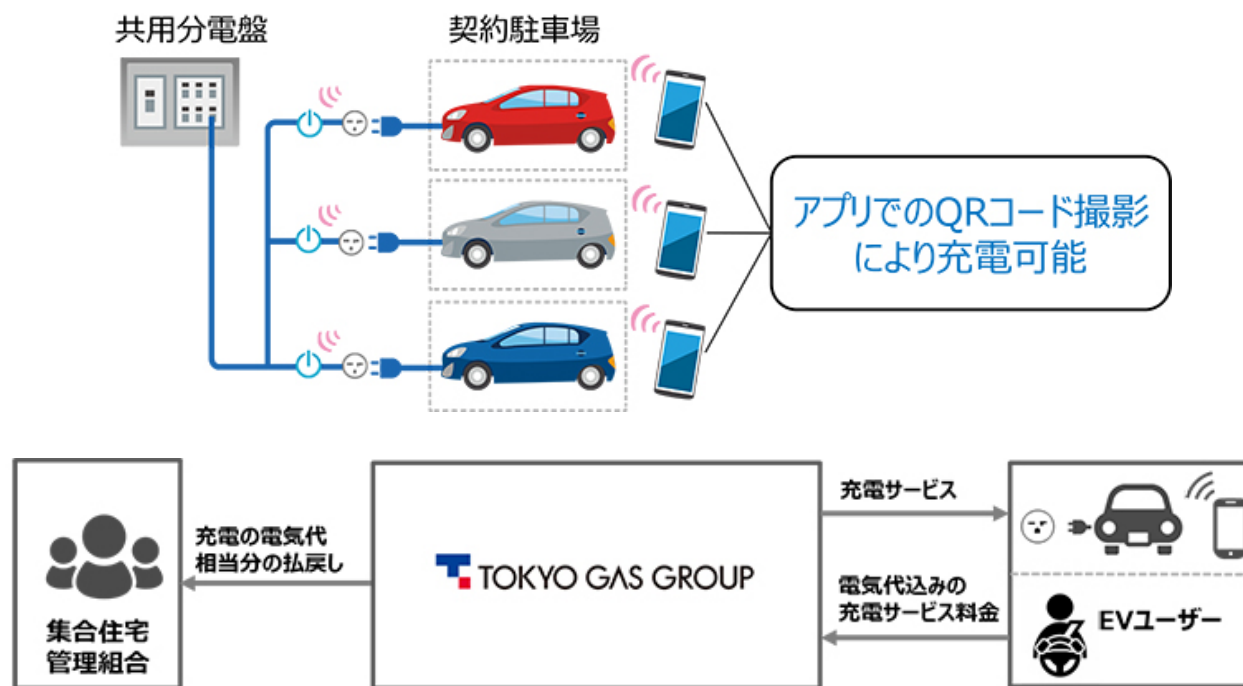 共用分電盤
契約駐車場
アプリでのQRコード撮影
により充電可能
充電の電気代
相当分の払戻し
集合住宅
管理組合
TOKYO GAS GROUP
充電サービス
電気代込みの
充電サービス料金
EVユーザー